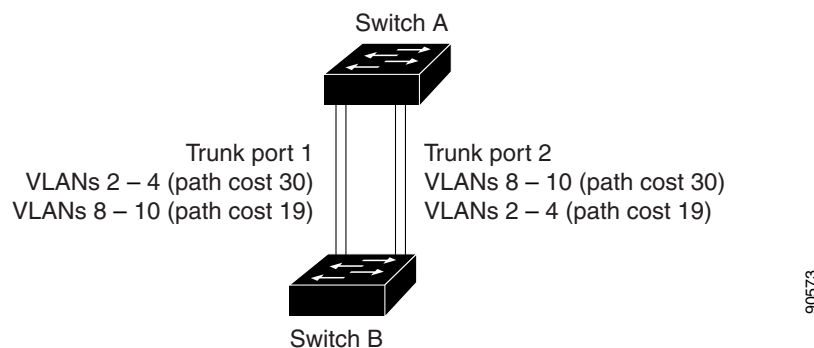 Switch A
Trunk port 1
VLANs 2 – 4 (path cost 30)
VLANs 8 – 10 (path cost 19)
Trunk port 2
VLANs 8 – 10 (path cost 30)
VLANs 2 – 4 (path cost 19)
Switch B
90573